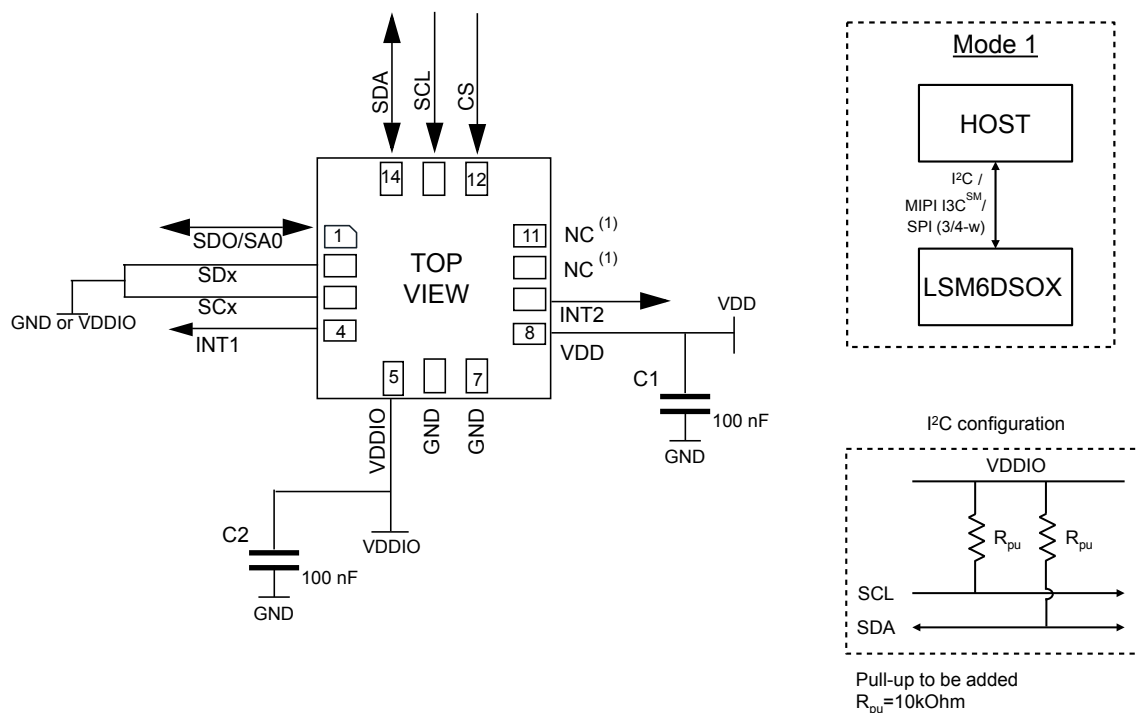 SDA
SCL
CS
14
12
1
SDO/SA0
SDx
SCx
GND or VDDIO
4
INT1
TOP
VIEW
11
NC (1)
NC (1)
INT2
8
VDD
VDD
C1
100 nF
GND
5
7
VDDIO
GND
GND
C2
100 nF
GND
VDDIO
Mode 1
HOST
I²C /
MIPI I3C SM/
SPI (3/4-w)
LSM6DSOX
I²C configuration
VDDIO
Rpu
Rpu
SCL
SDA
Pull-up to be added
Rpu=10kOhm